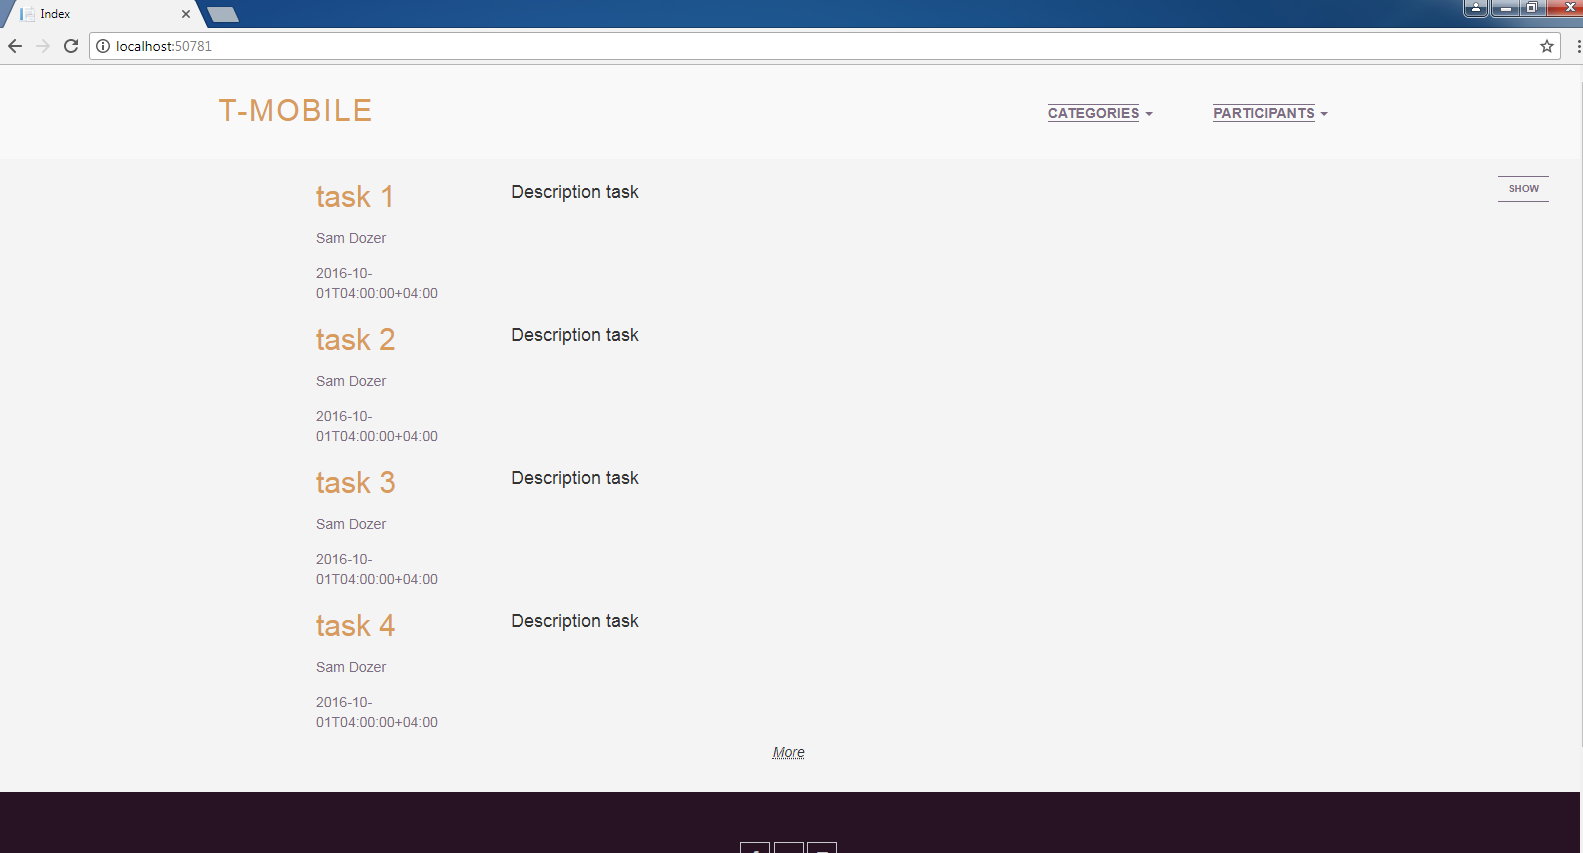 Index
localhost:50781
T-MOBILE
CATEGORIES
PARTICIPANTS
task 1
Description task
SHOW
Sam Dozer
2016-10-
01T04:00:00+04:00
task 2
Description task
Sam Dozer
2016-10-
01T04:00:00+04:00
task 3
Description task
Sam Dozer
2016-10-
01T04:00:00+04:00
task 4
Description task
Sam Dozer
2016-10-
01T04:00:00+04:00
More